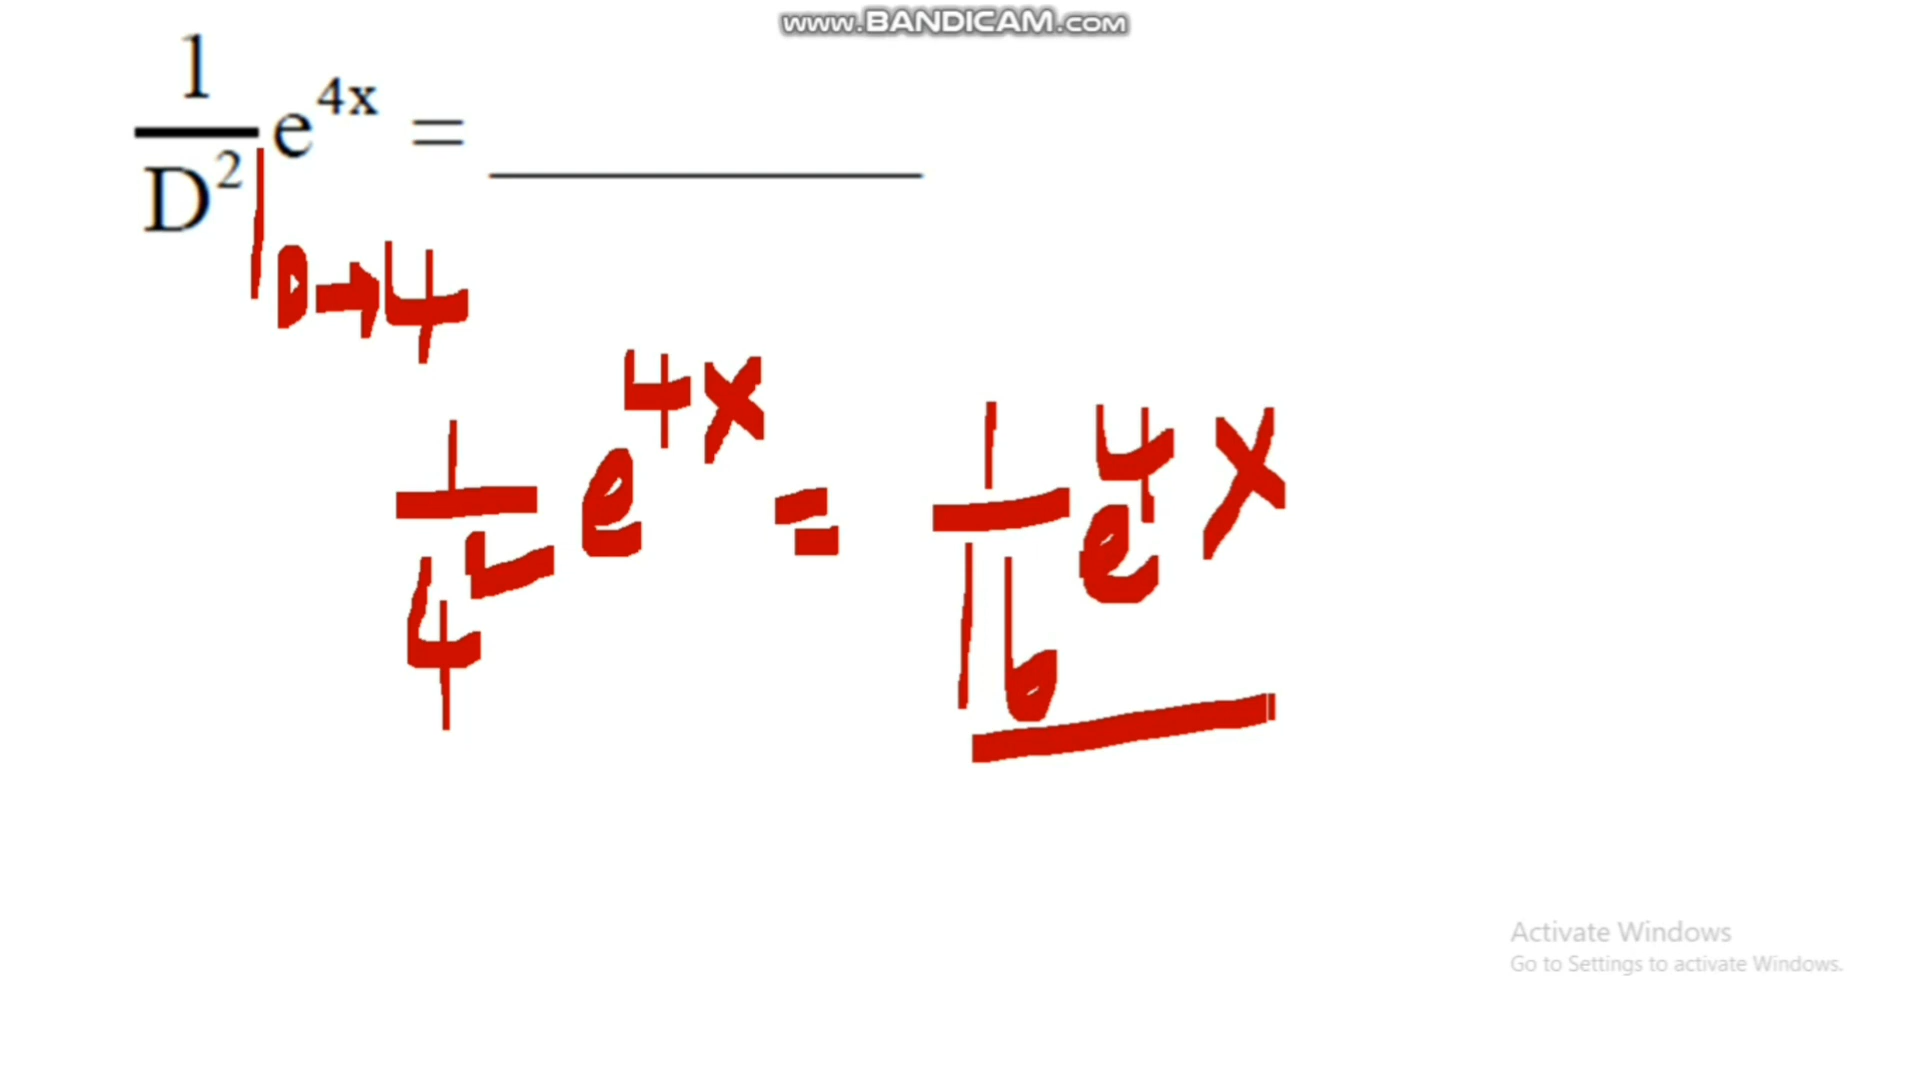 www.BANDICAM.com
1/D² e^4x = __________
D→4
1/4² e^4x = 1/16 e^4x
Activate Windows
Go to Settings to activate Windows.